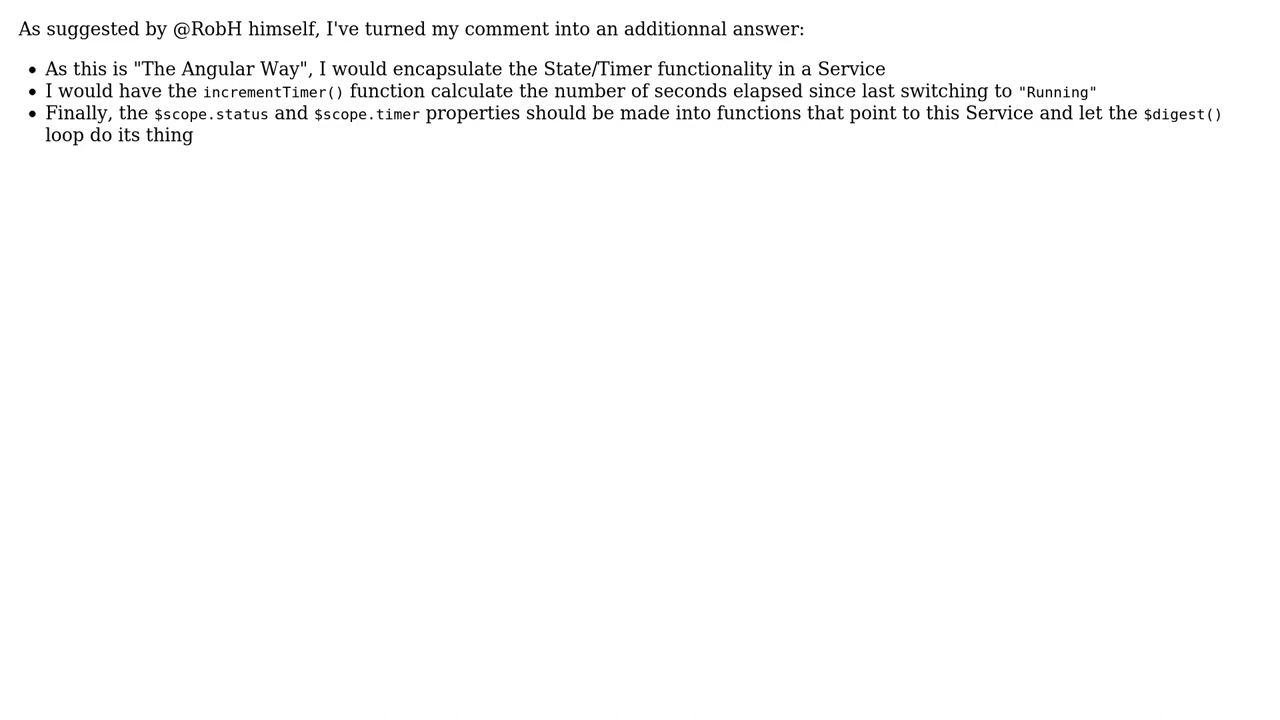 As suggested by @RobH himself, I've turned my comment into an additionnal answer:
• As this is "The Angular Way", I would encapsulate the State/Timer functionality in a Service
• I would have the incrementTimer() function calculate the number of seconds elapsed since last switching to "Running"
• Finally, the $scope.status and $scope.timer properties should be made into functions that point to this Service and let the $digest()
loop do its thing